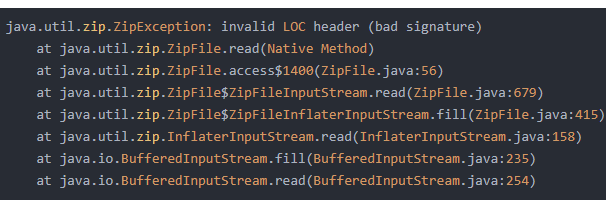 java.util.zip.ZipException: invalid LOC header (bad signature)
at java.util.zip.ZipFile.read(Native Method)
at java.util.zip.ZipFile.access$1400(ZipFile.java:56)
at java.util.zip.ZipFile$ZipFileInputStream.read(ZipFile.java:679)
at java.util.zip.ZipFile$ZipFileInflaterInputStream.fill(ZipFile.java:415)
at java.util.zip.InflaterInputStream.read(InflaterInputStream.java:158)
at java.io.BufferedInputStream.fill(BufferedInputStream.java:235)
at java.io.BufferedInputStream.read(BufferedInputStream.java:254)